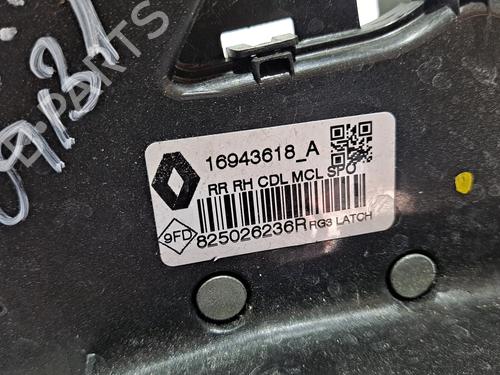 16943618_A
RR RH CDL MCL SPO
9FD
825026236R RG3 LATCH